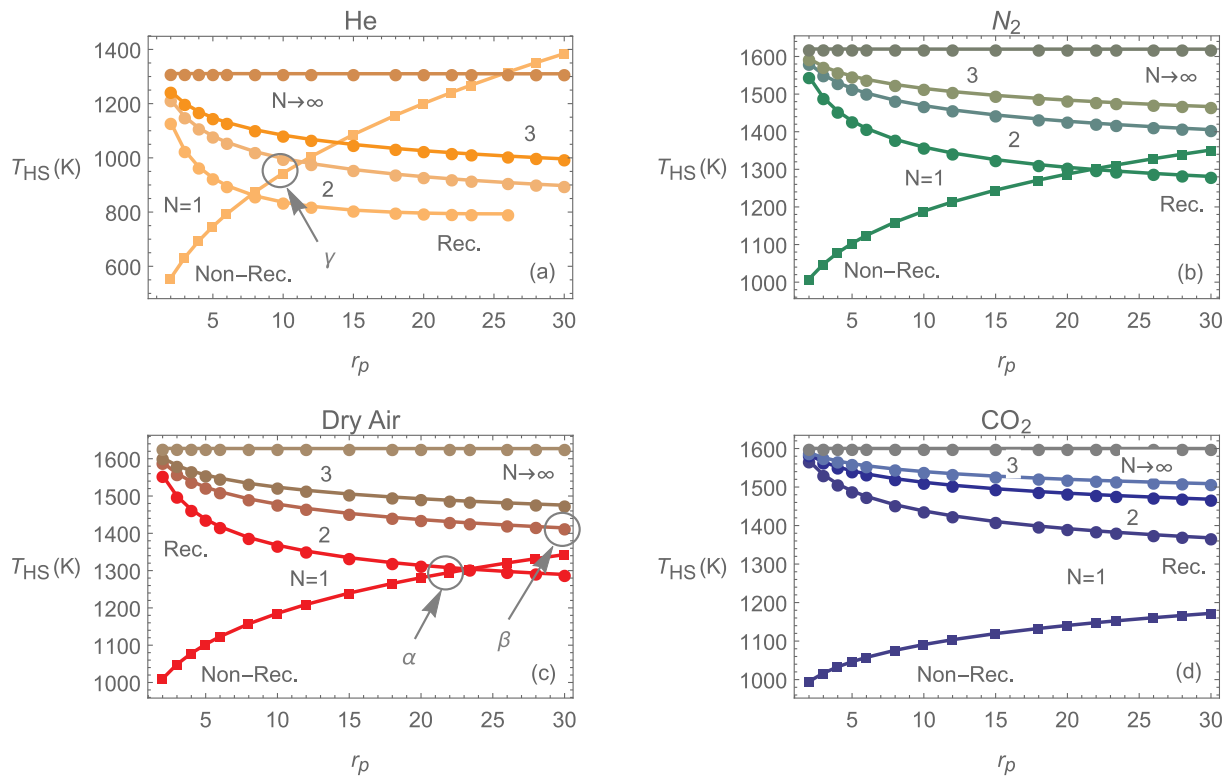 He
1400
1200
1000
800
600
T_HS (K)
N→∞
3
2
N=1
γ
Rec.
Non–Rec.
(a)
5 10 15 20 25 30
r_p
N₂
1600
1500
1400
1300
1200
1100
1000
T_HS (K)
3
N→∞
2
N=1
Rec.
Non–Rec.
(b)
5 10 15 20 25 30
r_p
Dry Air
1600
1500
1400
1300
1200
1100
1000
T_HS (K)
3
N→∞
2
Rec.
N=1
β
α
Non–Rec.
(c)
5 10 15 20 25 30
r_p
CO₂
1600
1500
1400
1300
1200
1100
1000
T_HS (K)
3
N→∞
2
Rec.
N=1
Non–Rec.
(d)
5 10 15 20 25 30
r_p